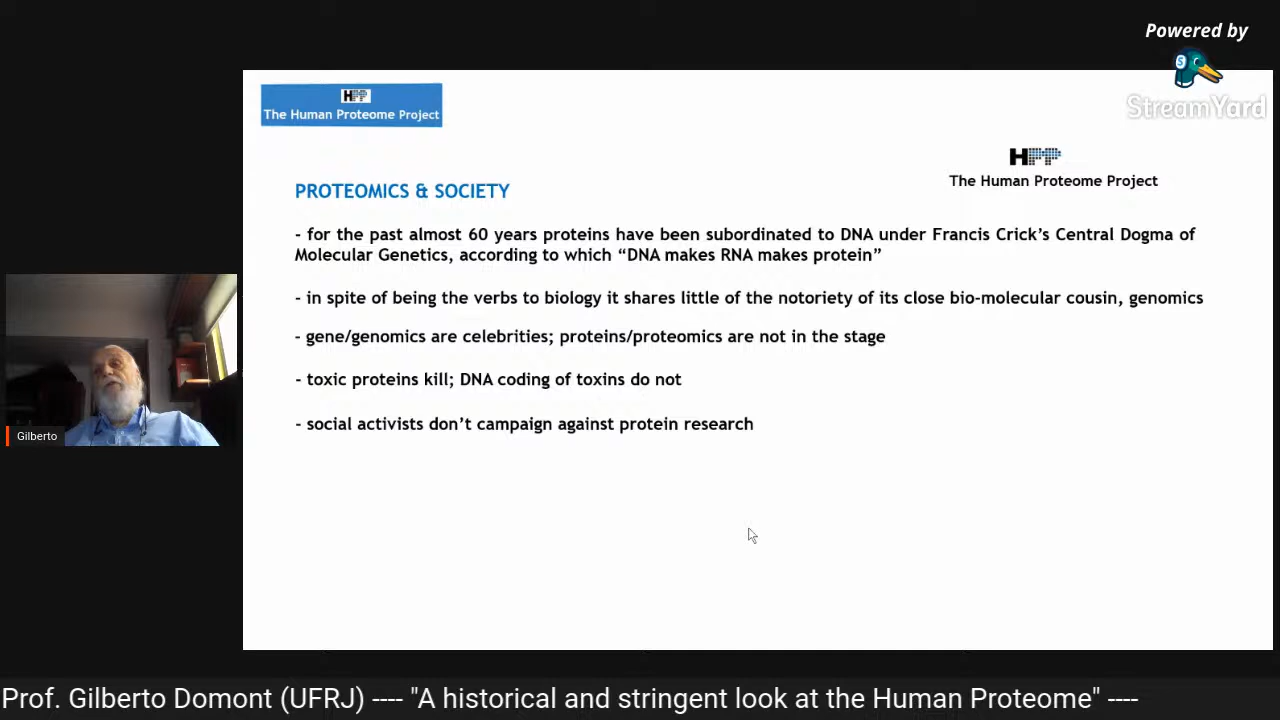 Powered by
StreamYard
HPP
The Human Proteome Project
HPP
The Human Proteome Project
PROTEOMICS & SOCIETY
- for the past almost 60 years proteins have been subordinated to DNA under Francis Crick’s Central Dogma of
Molecular Genetics, according to which “DNA makes RNA makes protein”
- in spite of being the verbs to biology it shares little of the notoriety of its close bio-molecular cousin, genomics
- gene/genomics are celebrities; proteins/proteomics are not in the stage
- toxic proteins kill; DNA coding of toxins do not
- social activists don’t campaign against protein research
Gilberto
Prof. Gilberto Domont (UFRJ) ---- "A historical and stringent look at the Human Proteome" ----